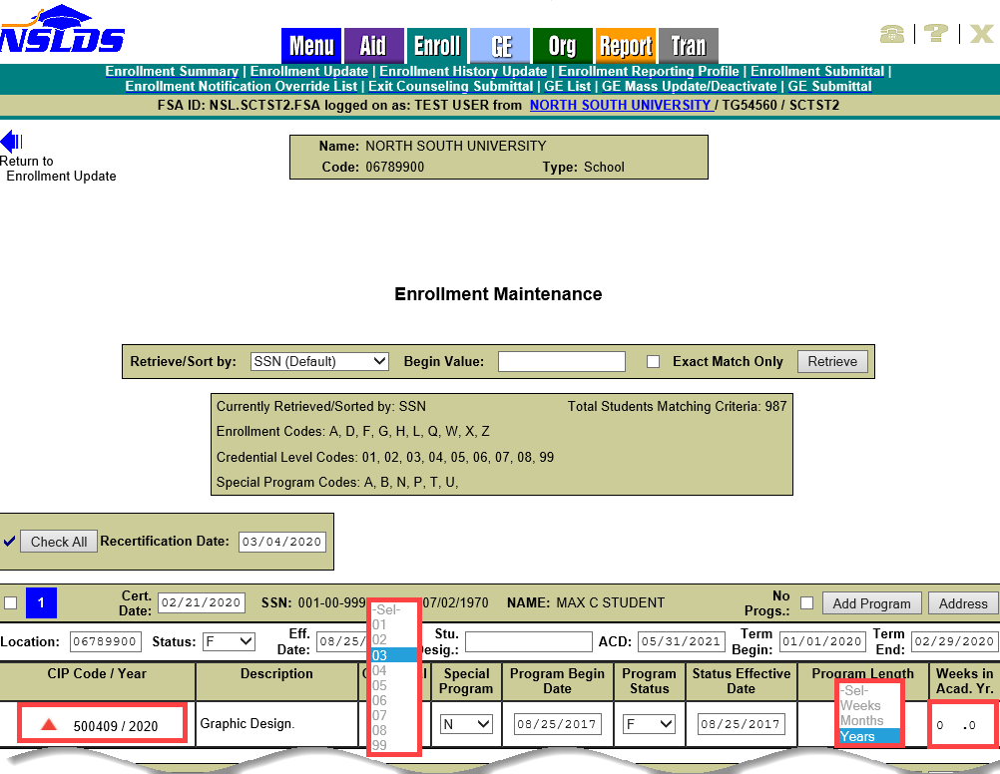 NSLDS
Menu Aid Enroll GE Org Report Tran
Enrollment Summary | Enrollment Update | Enrollment History Update | Enrollment Reporting Profile | Enrollment Submittal |
Enrollment Notification Override List | Exit Counseling Submittal | GE List | GE Mass Update/Deactivate | GE Submittal
FSA ID: NSL.SCTST2.FSA logged on as: TEST USER from NORTH SOUTH UNIVERSITY / TG54560 / SCTST2
Return to
Enrollment Update
Name: NORTH SOUTH UNIVERSITY
Code: 06789900 Type: School
Enrollment Maintenance
Retrieve/Sort by: SSN (Default) Begin Value: Exact Match Only Retrieve
Currently Retrieved/Sorted by: SSN Total Students Matching Criteria: 987
Enrollment Codes: A, D, F, G, H, L, Q, W, X, Z
Credential Level Codes: 01, 02, 03, 04, 05, 06, 07, 08, 99
Special Program Codes: A, B, N, P, T, U,
Check All Recertification Date: 03/04/2020
1 Cert. Date: 02/21/2020 SSN: 001-00-999 07/02/1970 NAME: MAX C STUDENT No Progs.: Add Program Address
Location: 06789900 Status: F Eff. Date: 08/25/ Stu. esig.: ACD: 05/31/2021 Term Begin: 01/01/2020 Term End: 02/29/2020
CIP Code / Year Description Special Program Program Begin Date Program Status Status Effective Date Program Length Weeks in Acad. Yr.
500409 / 2020 Graphic Design. N 08/25/2017 F 08/25/2017 0 .0
-Sel-
01
02
03
04
05
06
07
08
99
-Sel-
Weeks
Months
Years